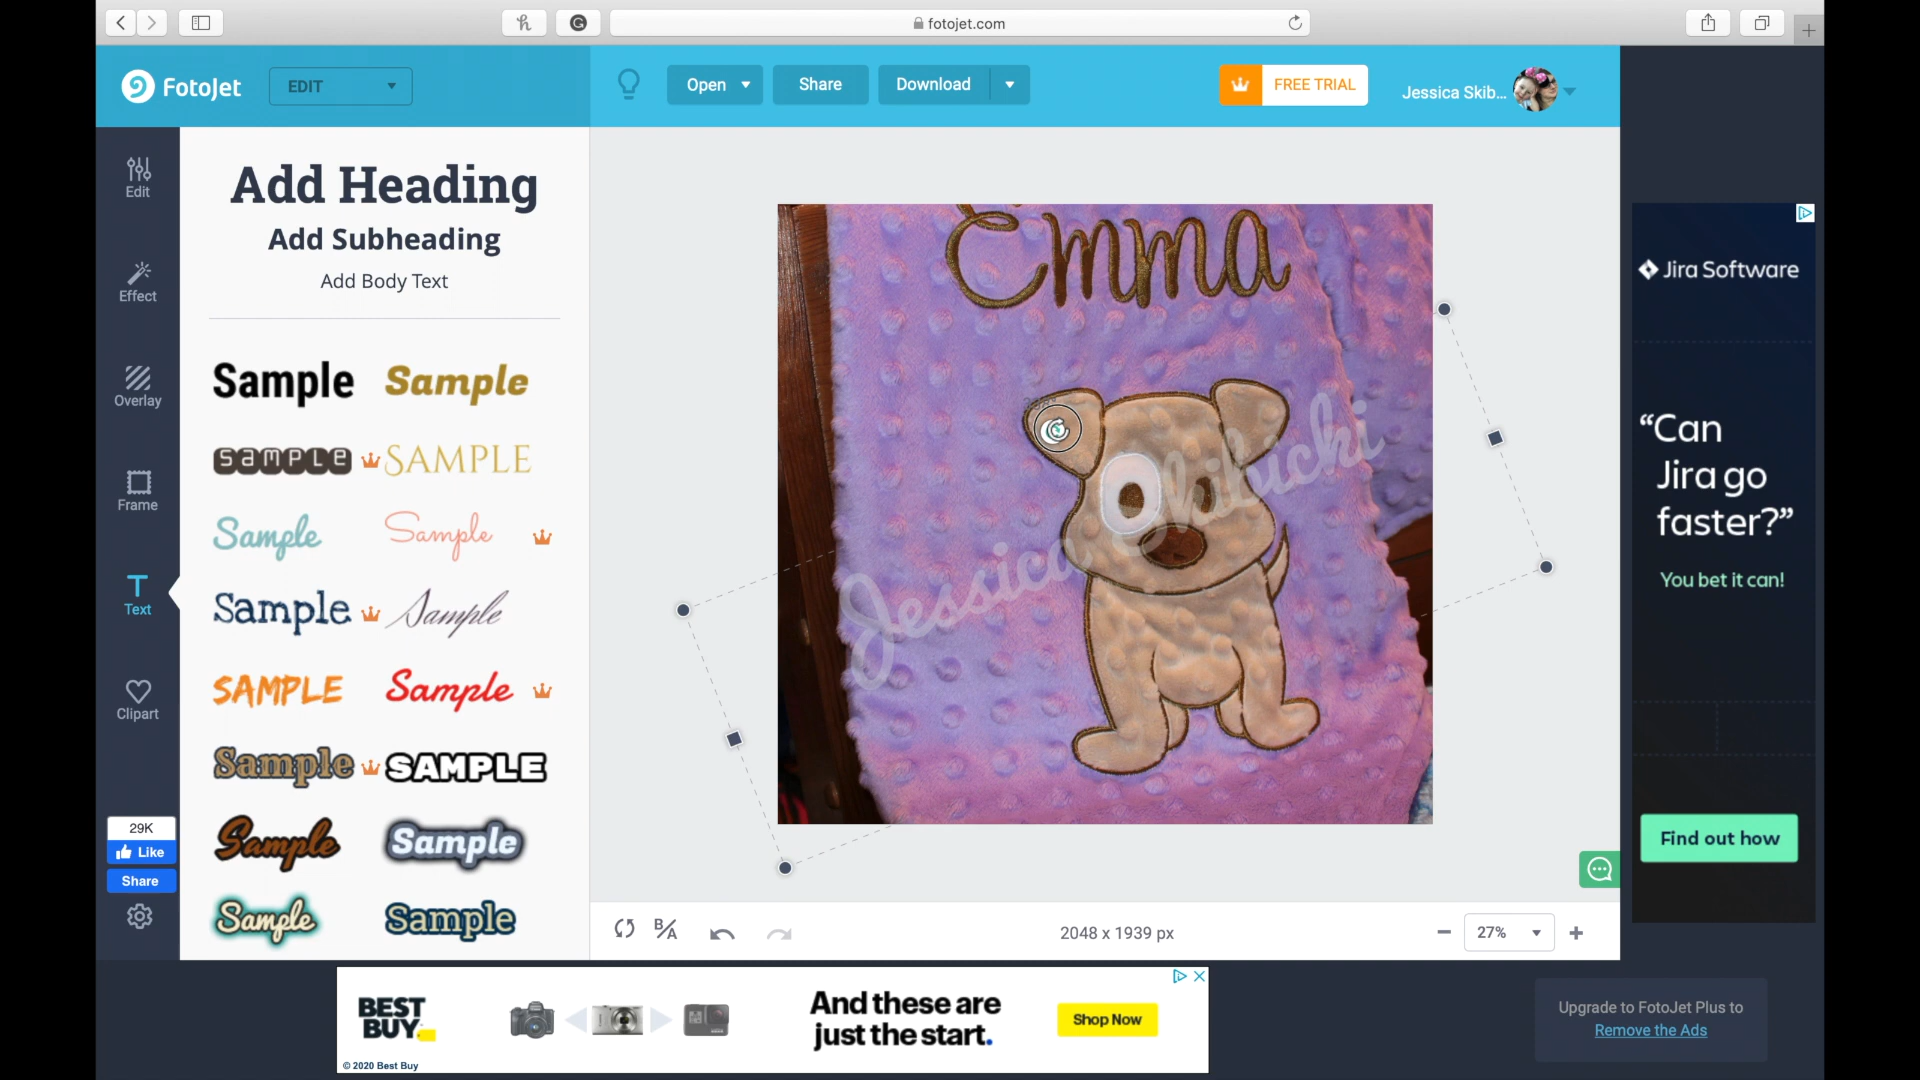 fotojet.com
FotoJet
EDIT
Open
Share
Download
FREE TRIAL
Jessica Skib...
Edit
Effect
Overlay
Frame
Text
Clipart
29K
Like
Share
Add Heading
Add Subheading
Add Body Text
Sample Sample
SAMPLE SAMPLE
Sample Sample
Sample Sample
SAMPLE Sample
Sample SAMPLE
Sample Sample
Sample Sample
Emma
Jessica Skibicki
B/A
2048 x 1939 px
27%
Jira Software
“Can
Jira go
faster?”
You bet it can!
Find out how
BEST
BUY
© 2020 Best Buy
And these are
just the start.
Shop Now
Upgrade to FotoJet Plus to
Remove the Ads